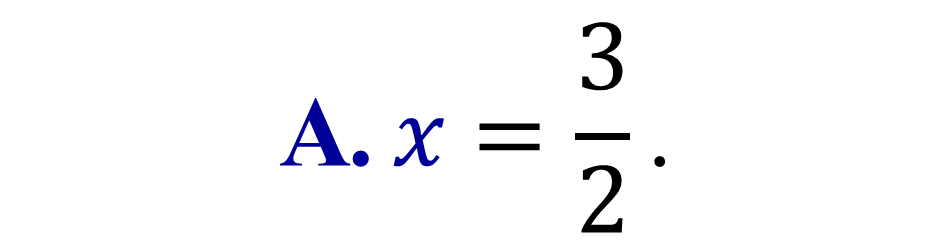 A. x = 3/2.